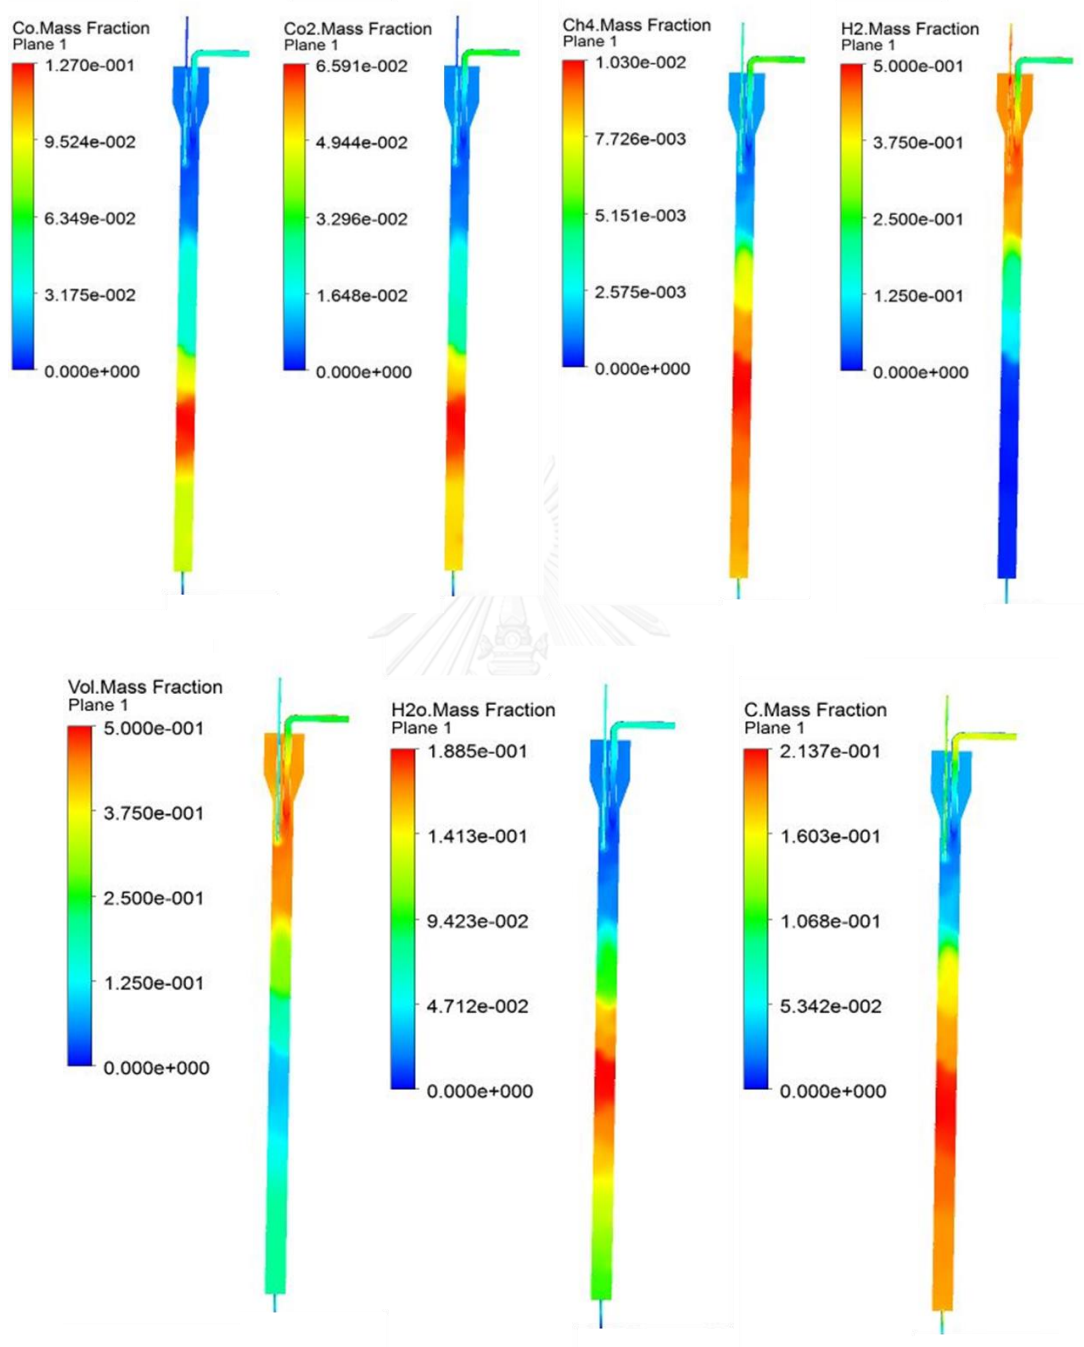 Co.Mass Fraction
Plane 1
1.270e-001
9.524e-002
6.349e-002
3.175e-002
0.000e+000
Co2.Mass Fraction
Plane 1
6.591e-002
4.944e-002
3.296e-002
1.648e-002
0.000e+000
Ch4.Mass Fraction
Plane 1
1.030e-002
7.726e-003
5.151e-003
2.575e-003
0.000e+000
H2.Mass Fraction
Plane 1
5.000e-001
3.750e-001
2.500e-001
1.250e-001
0.000e+000
Vol.Mass Fraction
Plane 1
5.000e-001
3.750e-001
2.500e-001
1.250e-001
0.000e+000
H2o.Mass Fraction
Plane 1
1.885e-001
1.413e-001
9.423e-002
4.712e-002
0.000e+000
C.Mass Fraction
Plane 1
2.137e-001
1.603e-001
1.068e-001
5.342e-002
0.000e+000